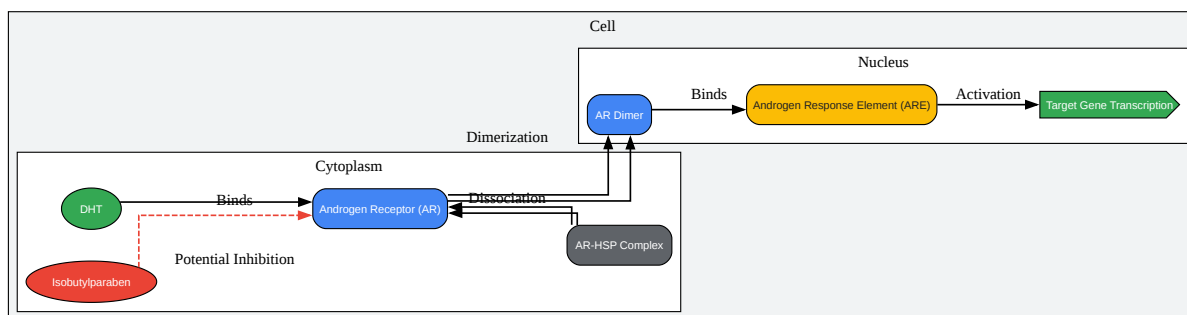 Cell
Nucleus
Binds
Activation
Androgen Response Element (ARE)
Target Gene Transcription
AR Dimer
Dimerization
Cytoplasm
Binds
Dissociation
DHT
Androgen Receptor (AR)
AR-HSP Complex
Potential Inhibition
Isobutylparaben